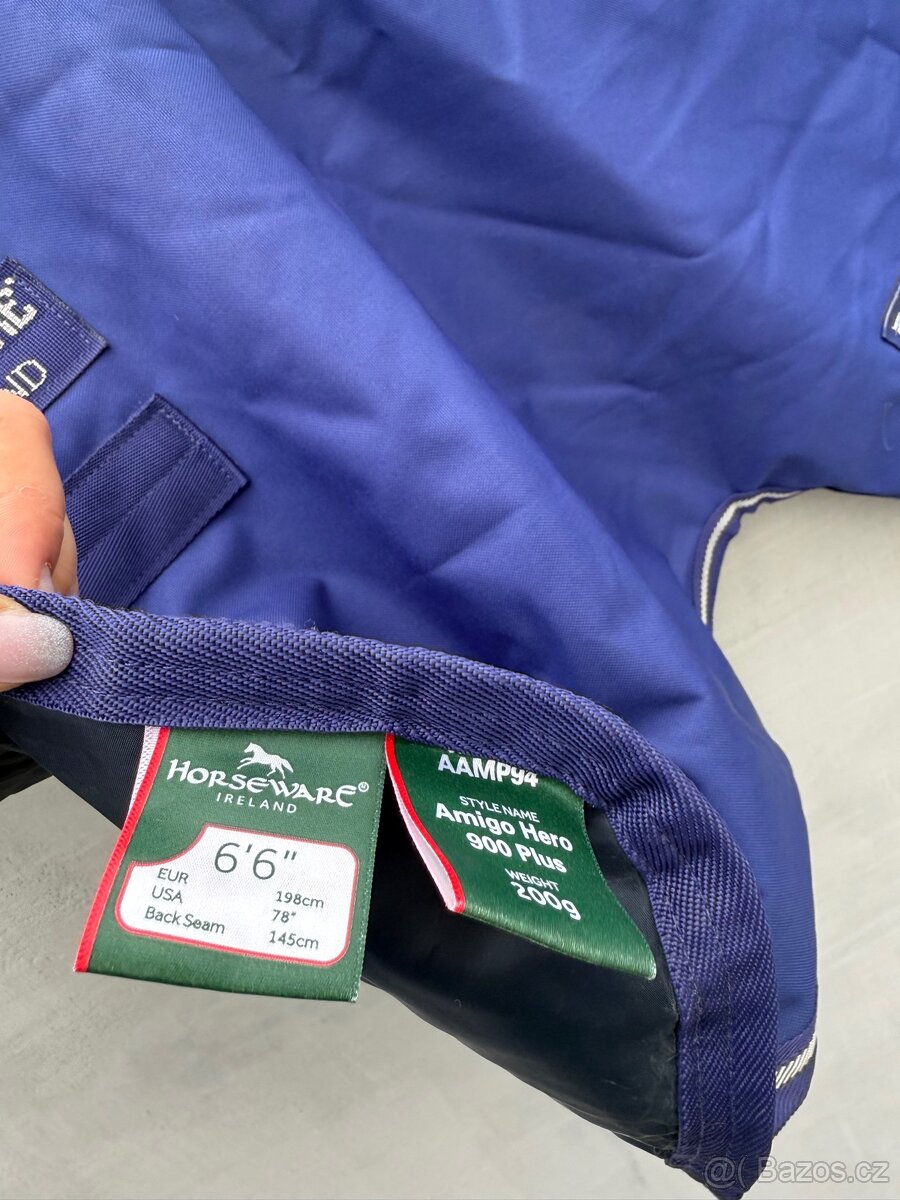 HORSEWARE®
IRELAND
6'6"
EUR 198cm
USA 78"
Back Seam 145cm
AAMP94
STYLE NAME
Amigo Hero
900 Plus
WEIGHT
200g
@( Bazos.cz